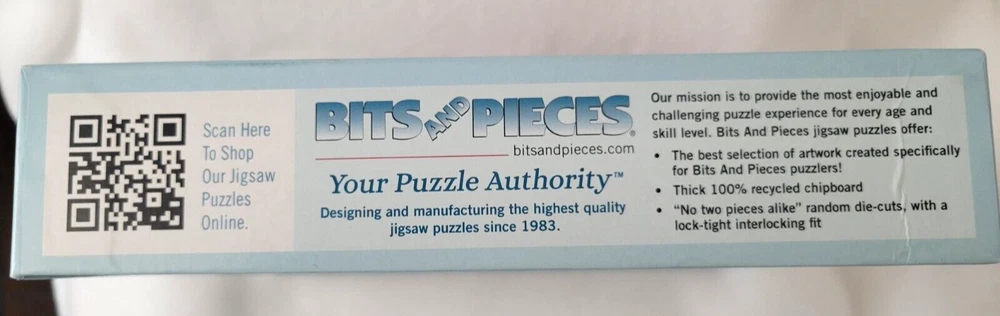 Scan Here
To Shop
Our Jigsaw
Puzzles
Online.
BITS AND PIECES®
bitsandpieces.com
Your Puzzle Authority™
Designing and manufacturing the highest quality
jigsaw puzzles since 1983.
Our mission is to provide the most enjoyable and
challenging puzzle experience for every age and
skill level. Bits And Pieces jigsaw puzzles offer:
• The best selection of artwork created specifically
for Bits And Pieces puzzlers!
• Thick 100% recycled chipboard
• “No two pieces alike” random die-cuts, with a
lock-tight interlocking fit